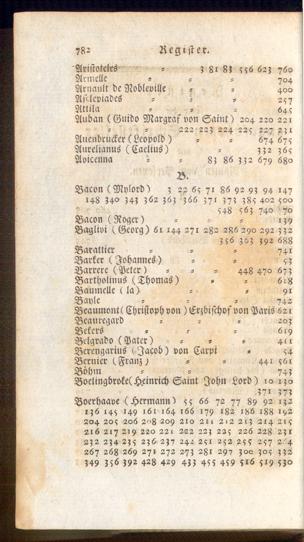 782 Register.
Aristoteles 3 81 83 556 623 760
Armelle 704
Arnault de Nobleville 400
Asklepiades 257
Attila 645
Audan (Guido Margraf von Saint) 204 220 221
222 223 224 225 227 231
Auenbrucker (Leopold) 674 675
Aurelianus (Caelius) 332 365
Avicenna 83 86 332 679 680
B.
Bacon (Mylord) 3 22 65 71 86 92 93 94 147
148 340 343 362 363 366 371 373 385 402 500
548 563 740 70
Bacon (Roger) 139
Baglivi (Georg) 61 144 271 282 286 290 292 332
356 363 392 688
Barattier 741
Barker (Johannes) 53
Barrere (Peter) 448 470 673
Bartholinus (Thomas) 618
Baumelle (la) 91
Bayle 742
Beaumont (Christoph von) Erzbischof von Paris 621
Beauregard 203
Bekers 619
Belgrado (Pater) 411
Berengarius (Jacob) von Carpi 54
Bernier (Franz) 441 561
Böhm 743
Boelingbroke (Heinrich Saint John Lord) 10 130
371 373
Boerhaave (Hermann) 55 66 72 77 89 92 132
136 145 149 161 164 166 179 182 186 188 192
204 205 206 208 209 210 211 212 213 214 215
216 217 219 220 221 222 223 225 226 228 231
232 234 235 236 237 242 251 252 255 257
267 268 269 271 272 273 281 297 300 305 332
349 356 392 428 429 433 455 459 516 519 530